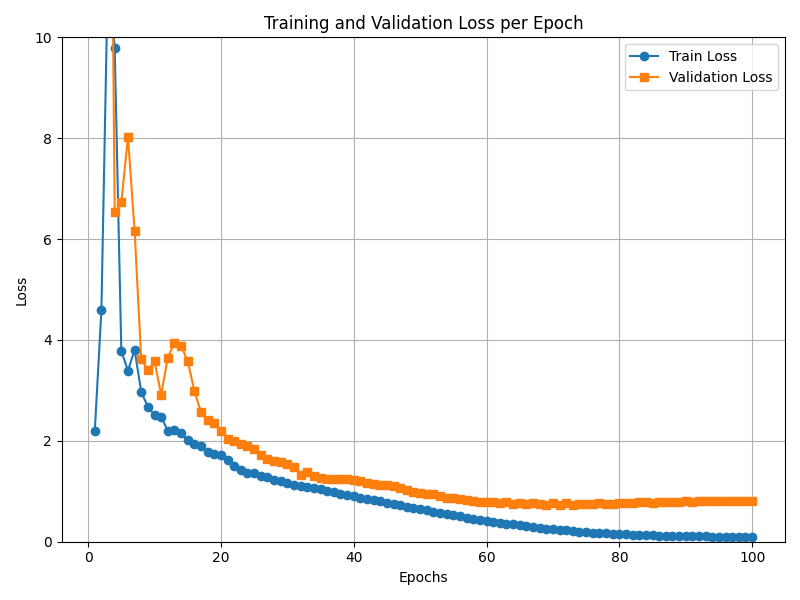 Training and Validation Loss per Epoch
Train Loss
Validation Loss
Loss
10
8
6
4
2
0
0 20 40 60 80 100
Epochs